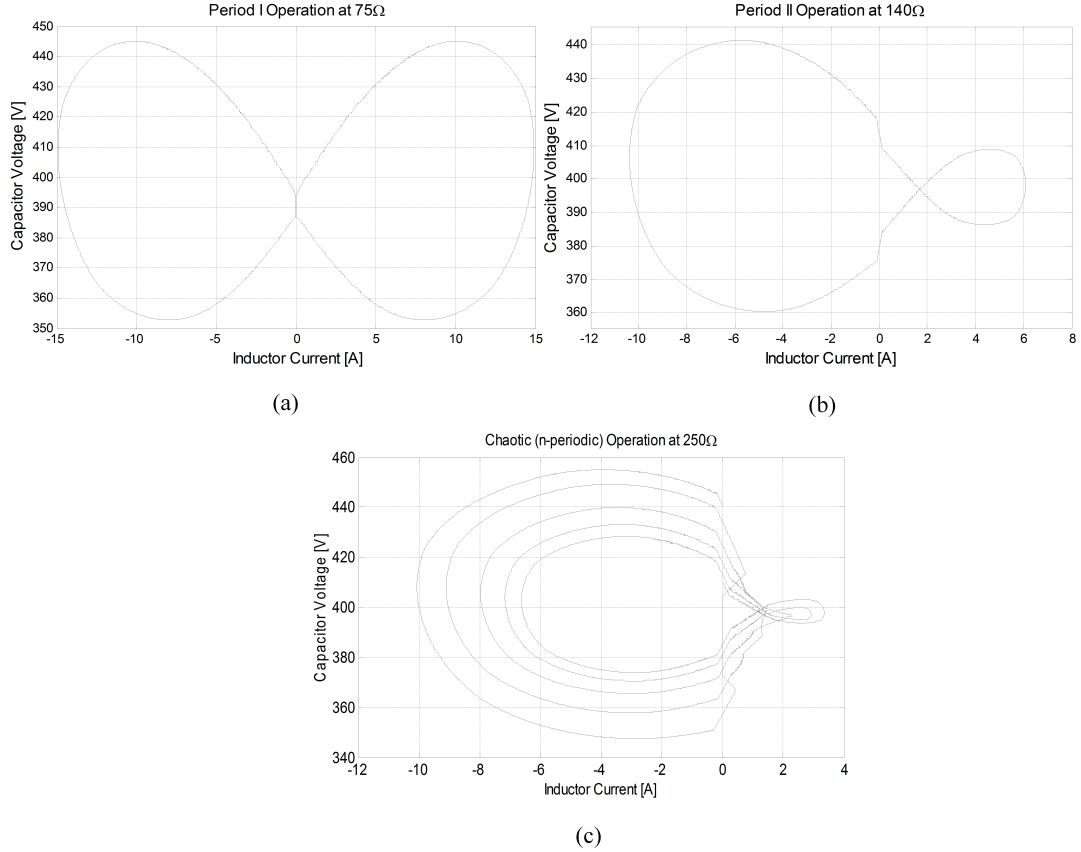 Period I Operation at 75Ω
Capacitor Voltage [V]
450
440
430
420
410
400
390
380
370
360
350
-15 -10 -5 0 5 10 15
Inductor Current [A]
(a)
Period II Operation at 140Ω
Capacitor Voltage [V]
440
430
420
410
400
390
380
370
360
-12 -10 -8 -6 -4 -2 0 2 4 6 8
Inductor Current [A]
(b)
Chaotic (n-periodic) Operation at 250Ω
Capacitor Voltage [V]
460
440
420
400
380
360
340
-12 -10 -8 -6 -4 -2 0 2 4
Inductor Current [A]
(c)